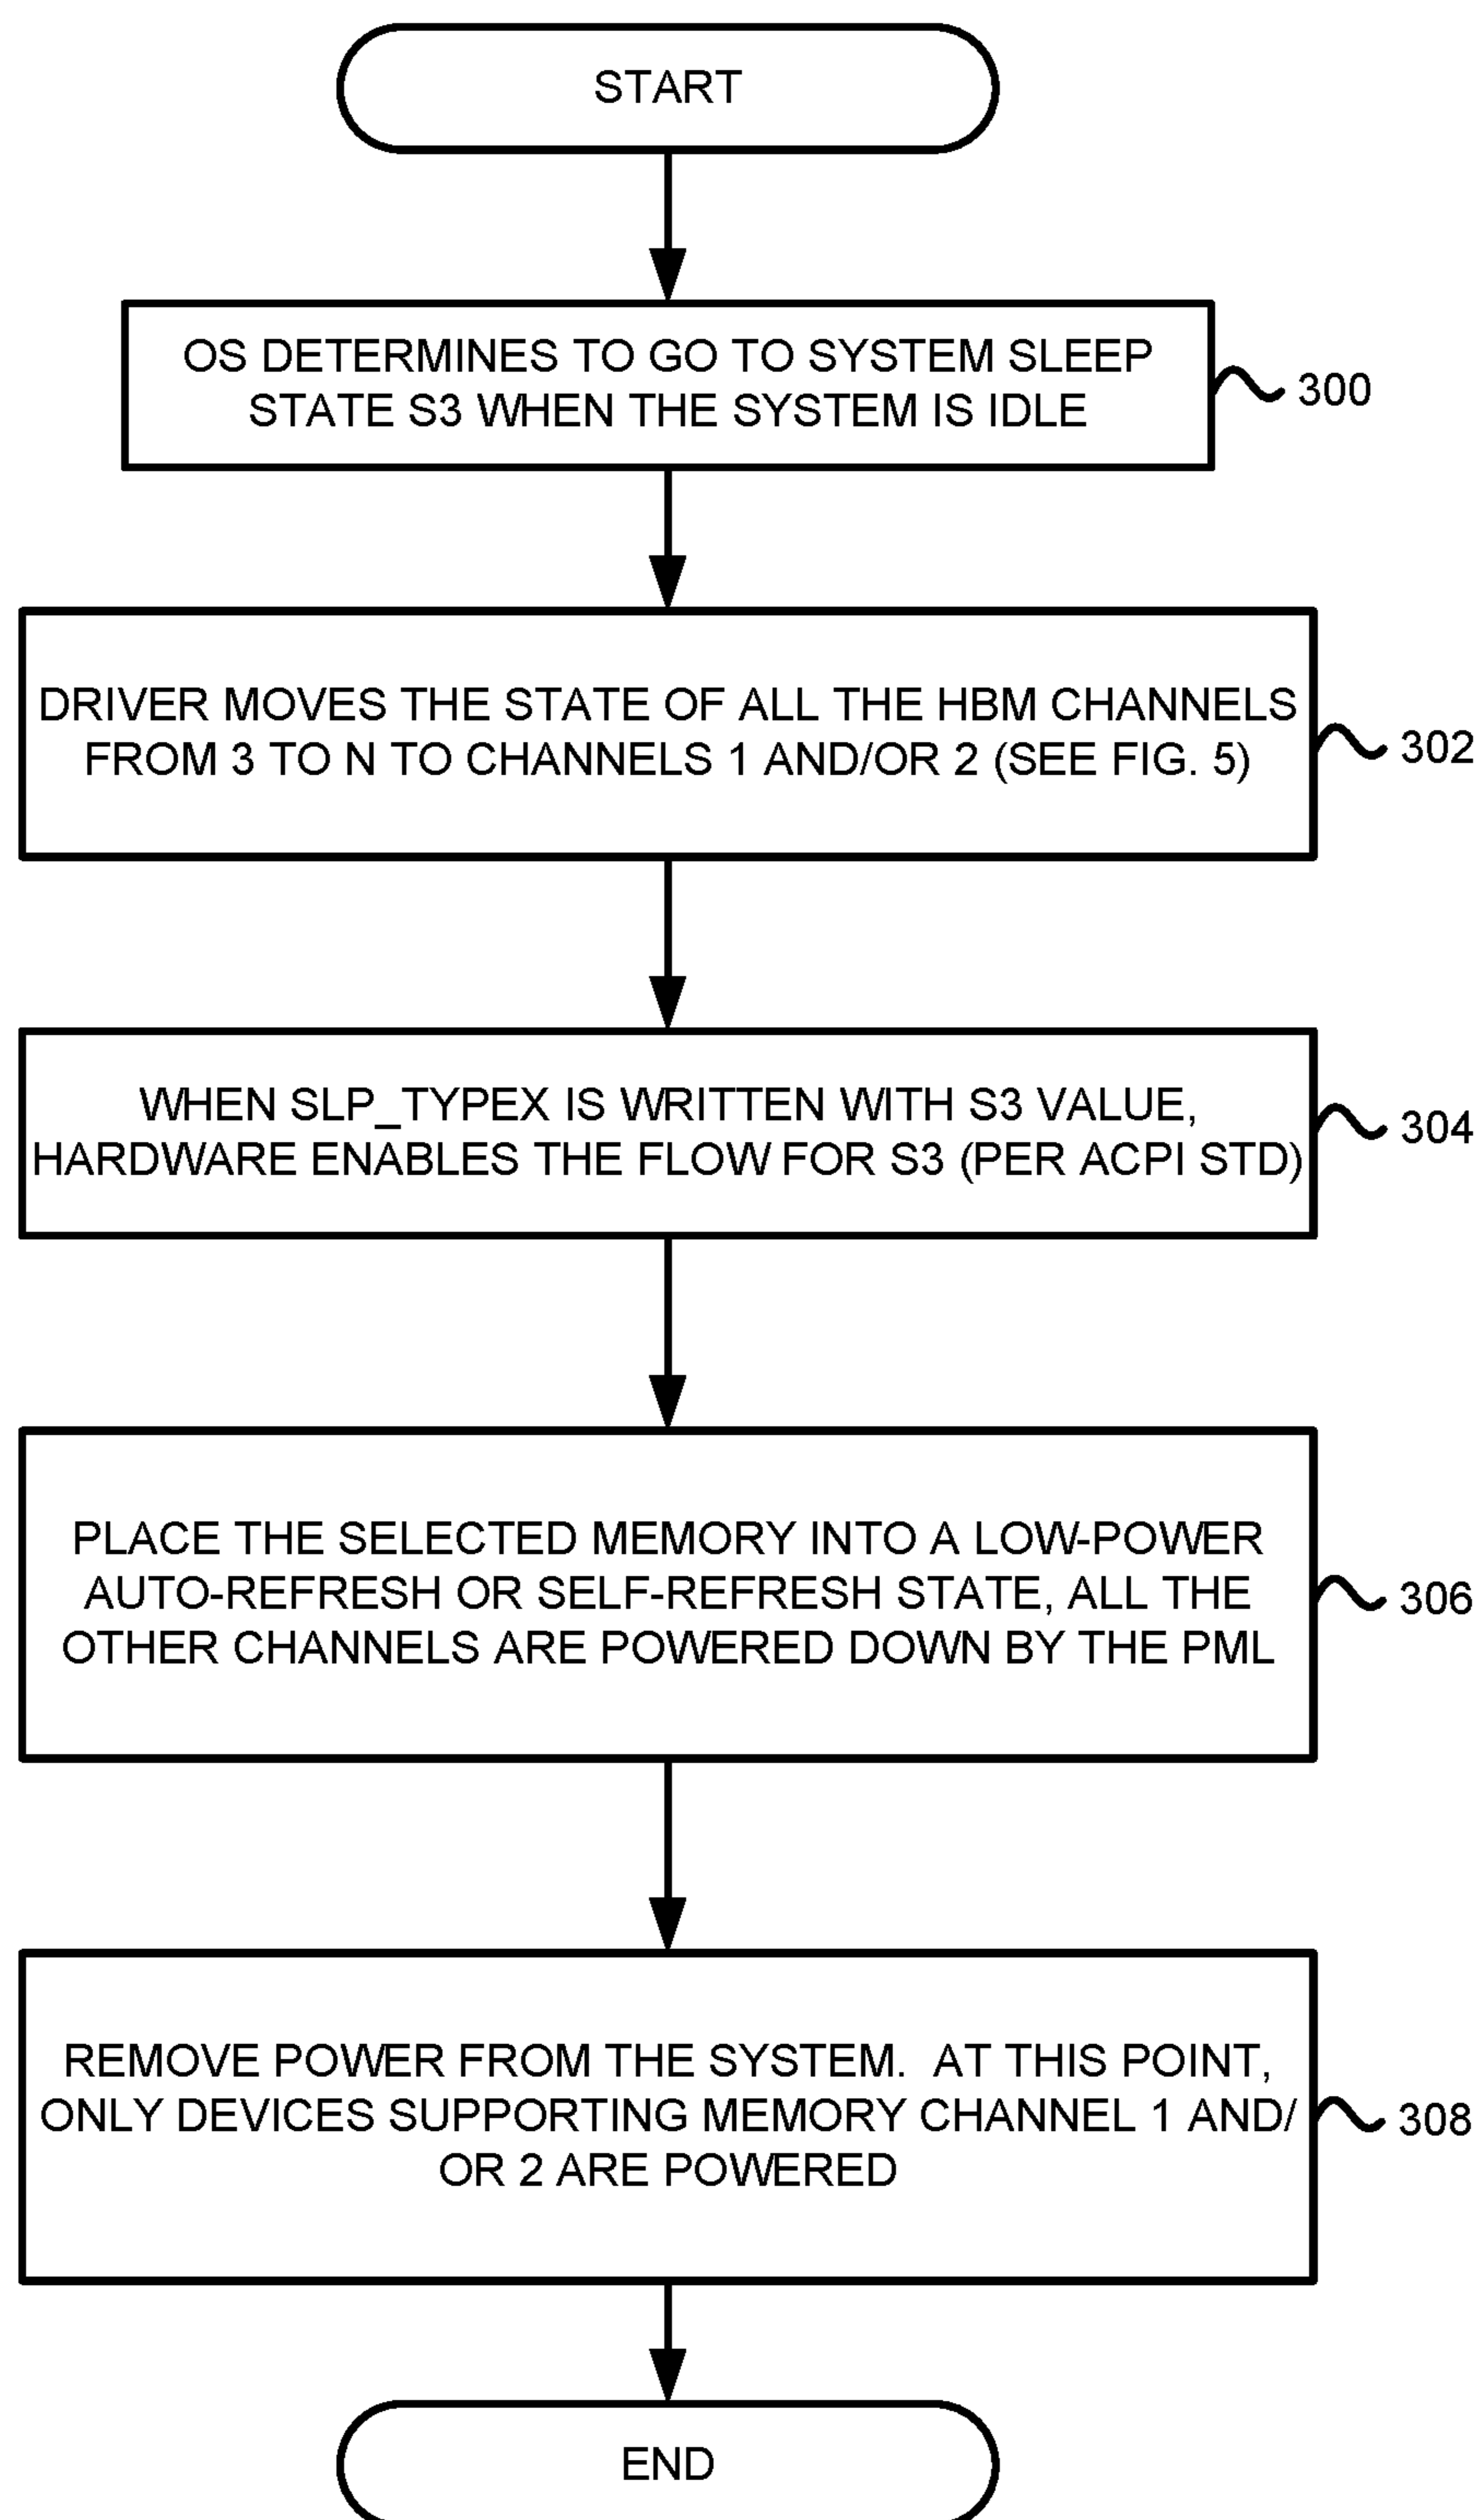 START
OS DETERMINES TO GO TO SYSTEM SLEEP
STATE S3 WHEN THE SYSTEM IS IDLE
300
DRIVER MOVES THE STATE OF ALL THE HBM CHANNELS
FROM 3 TO N TO CHANNELS 1 AND/OR 2 (SEE FIG. 5)
302
WHEN SLP_TYPEX IS WRITTEN WITH S3 VALUE,
HARDWARE ENABLES THE FLOW FOR S3 (PER ACPI STD)
304
PLACE THE SELECTED MEMORY INTO A LOW-POWER
AUTO-REFRESH OR SELF-REFRESH STATE, ALL THE
OTHER CHANNELS ARE POWERED DOWN BY THE PML
306
REMOVE POWER FROM THE SYSTEM.  AT THIS POINT,
ONLY DEVICES SUPPORTING MEMORY CHANNEL 1 AND/
OR 2 ARE POWERED
308
END